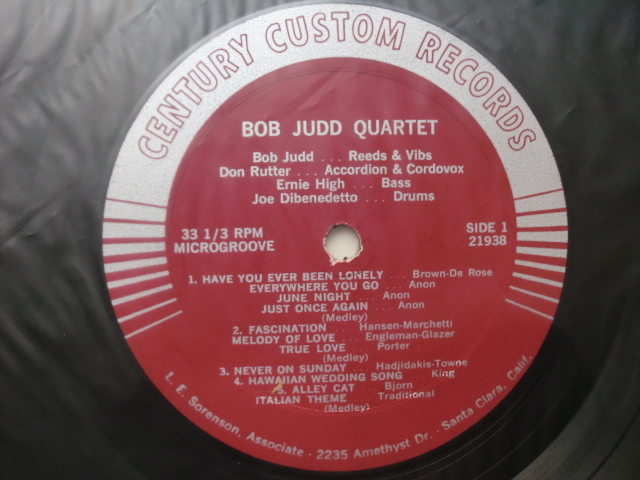 CENTURY CUSTOM RECORDS
BOB JUDD QUARTET
Bob Judd . . . Reeds & Vibs
Don Rutter . . . Accordion & Cordovox
Ernie High . . . Bass
Joe Dibenedetto . . . Drums
33 1/3 RPM
MICROGROOVE
SIDE 1
21938
1. HAVE YOU EVER BEEN LONELY . . . Brown-De Rose
EVERYWHERE YOU GO . . . Anon
JUNE NIGHT . . . Anon
JUST ONCE AGAIN . . . Anon
(Medley)
2. FASCINATION . . . Hansen-Marchetti
MELODY OF LOVE . . . Engleman-Glazer
TRUE LOVE . . . Porter
(Medley)
3. NEVER ON SUNDAY . . . Hadjidakis-Towne
4. HAWAIIAN WEDDING SONG . . . King
5. ALLEY CAT . . . Bjorn
ITALIAN THEME . . . Traditional
(Medley)
L. E. Sorenson, Associate - 2235 Amethyst Dr. . Santa Clara, Calif.